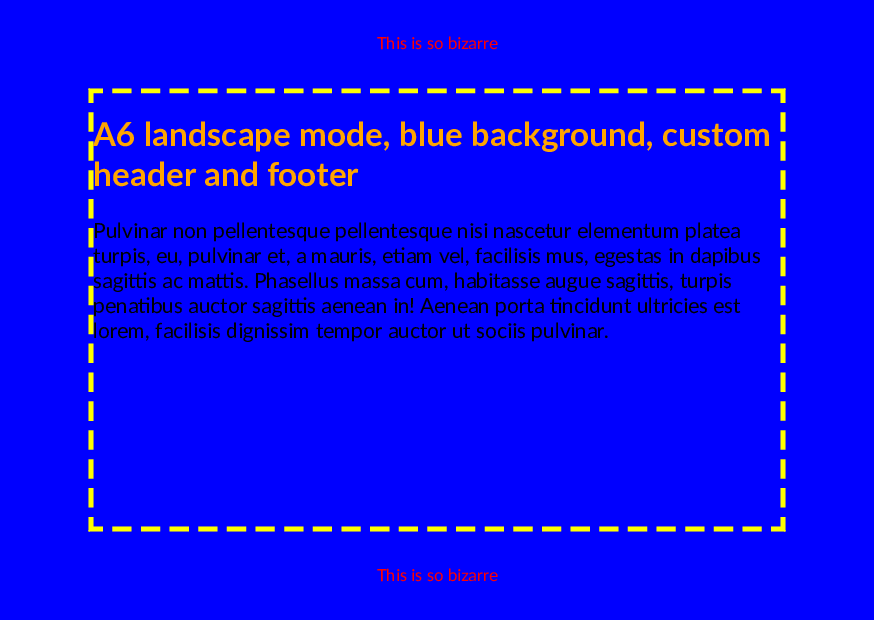 This is so bizarre
A6 landscape mode, blue background, custom
header and footer
Pulvinar non pellentesque pellentesque nisi nascetur elementum platea
turpis, eu, pulvinar et, a mauris, etiam vel, facilisis mus, egestas in dapibus
sagittis ac mattis. Phasellus massa cum, habitasse augue sagittis, turpis
penatibus auctor sagittis aenean in! Aenean porta tincidunt ultricies est
lorem, facilisis dignissim tempor auctor ut sociis pulvinar.
This is so bizarre